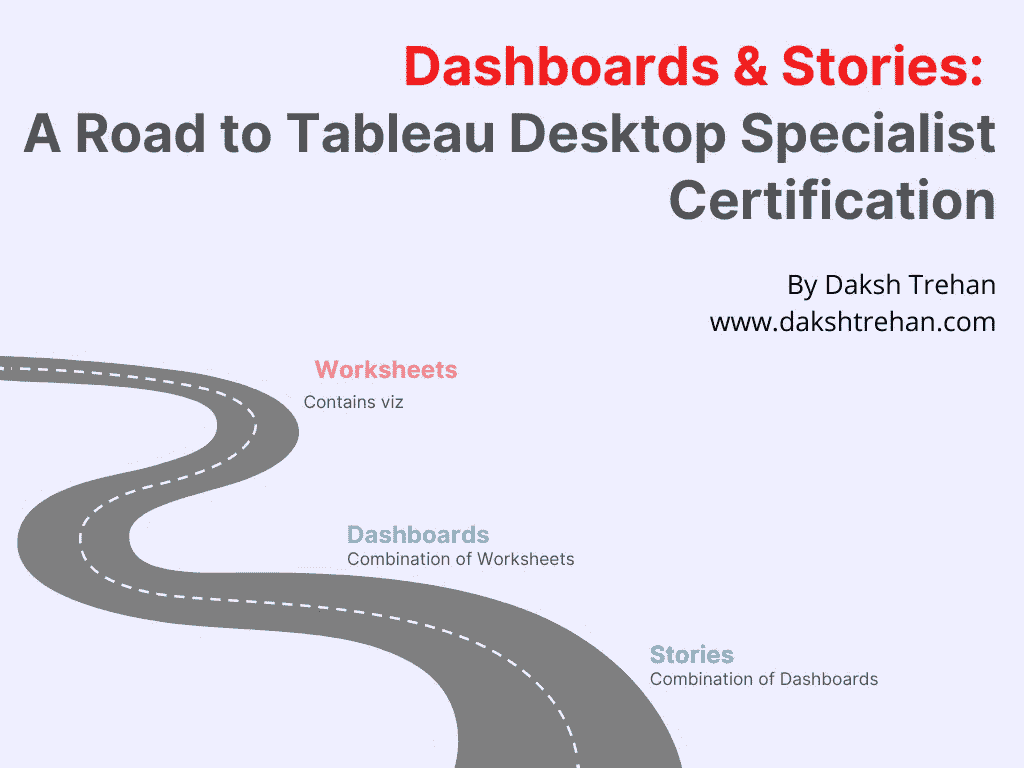 Dashboards & Stories:
A Road to Tableau Desktop Specialist
Certification
By Daksh Trehan
www.dakshtrehan.com
Worksheets
Contains viz
Dashboards
Combination of Worksheets
Stories
Combination of Dashboards